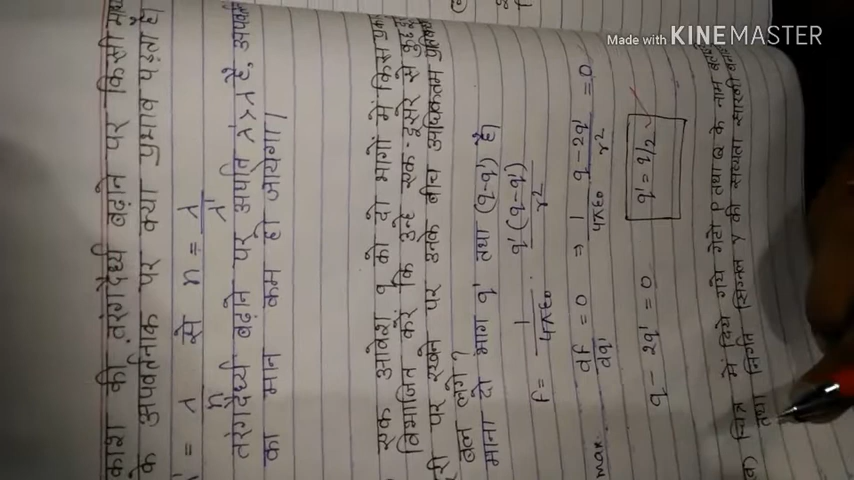 Made with KINEMASTER
काश की तरंगदैर्ध्य बढ़ाने पर किसी
के अपवर्तनांक पर क्या प्रभाव पड़ता है।
' = λ/n से n = λ/λ'
तरंगदैर्ध्य बढ़ाने पर अर्थात λ' > λ है, अपवर्त
का मान कम हो जायेगा।
एक आवेश q को दो भागों में किस प्रका
विभाजित करें कि उन्हें एक-दूसरे से कुछ
री पर रखने पर उनके बीच अधिकतम प्रतिकर्ष
बल लगे?
माना दो भाग q' तथा (q-q') है।
F = 1/4πε₀ · q'(q-q')/r²
max. dF/dq' = 0 ⇒ 1/4πε₀ q-2q'/r² = 0
q - 2q' = 0 q' = q/2
व) चित्र में दिये गये गेटों P तथा Q के नाम
तथा निर्गत सिग्नल Y की सत्यता सारणी